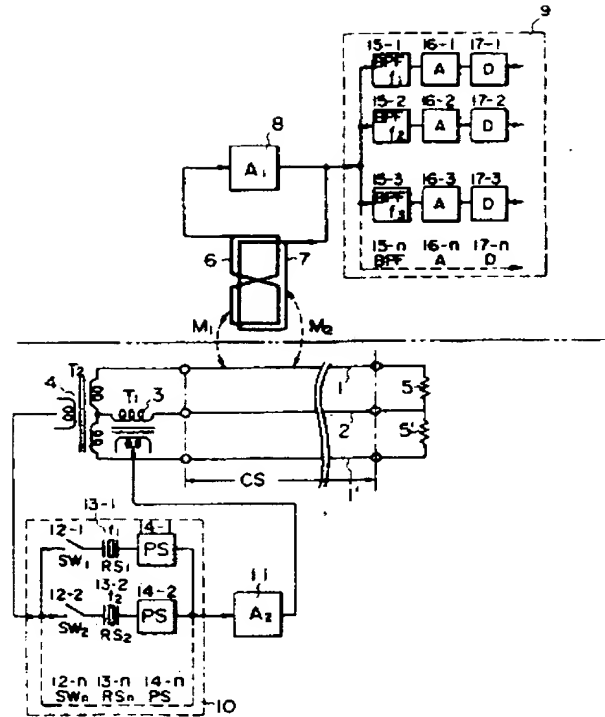 9
15-1 16-1 17-1
BPF f1 A D
15-2 16-2 17-2
BPF f2 A D
8
A1
15-3 16-3 17-3
BPF f3 A D
15-n 16-n 17-n
BPF A D
6 7
M1 M2
T2
4 T1 3 1 5
2
5'
1'
CS
13-1
12-1 f1 14-1
SW1 RS1 PS
13-2
12-2 f2 14-2 11
SW2 RS2 PS A2
12-n 13-n 14-n
SWn RSn PS
10